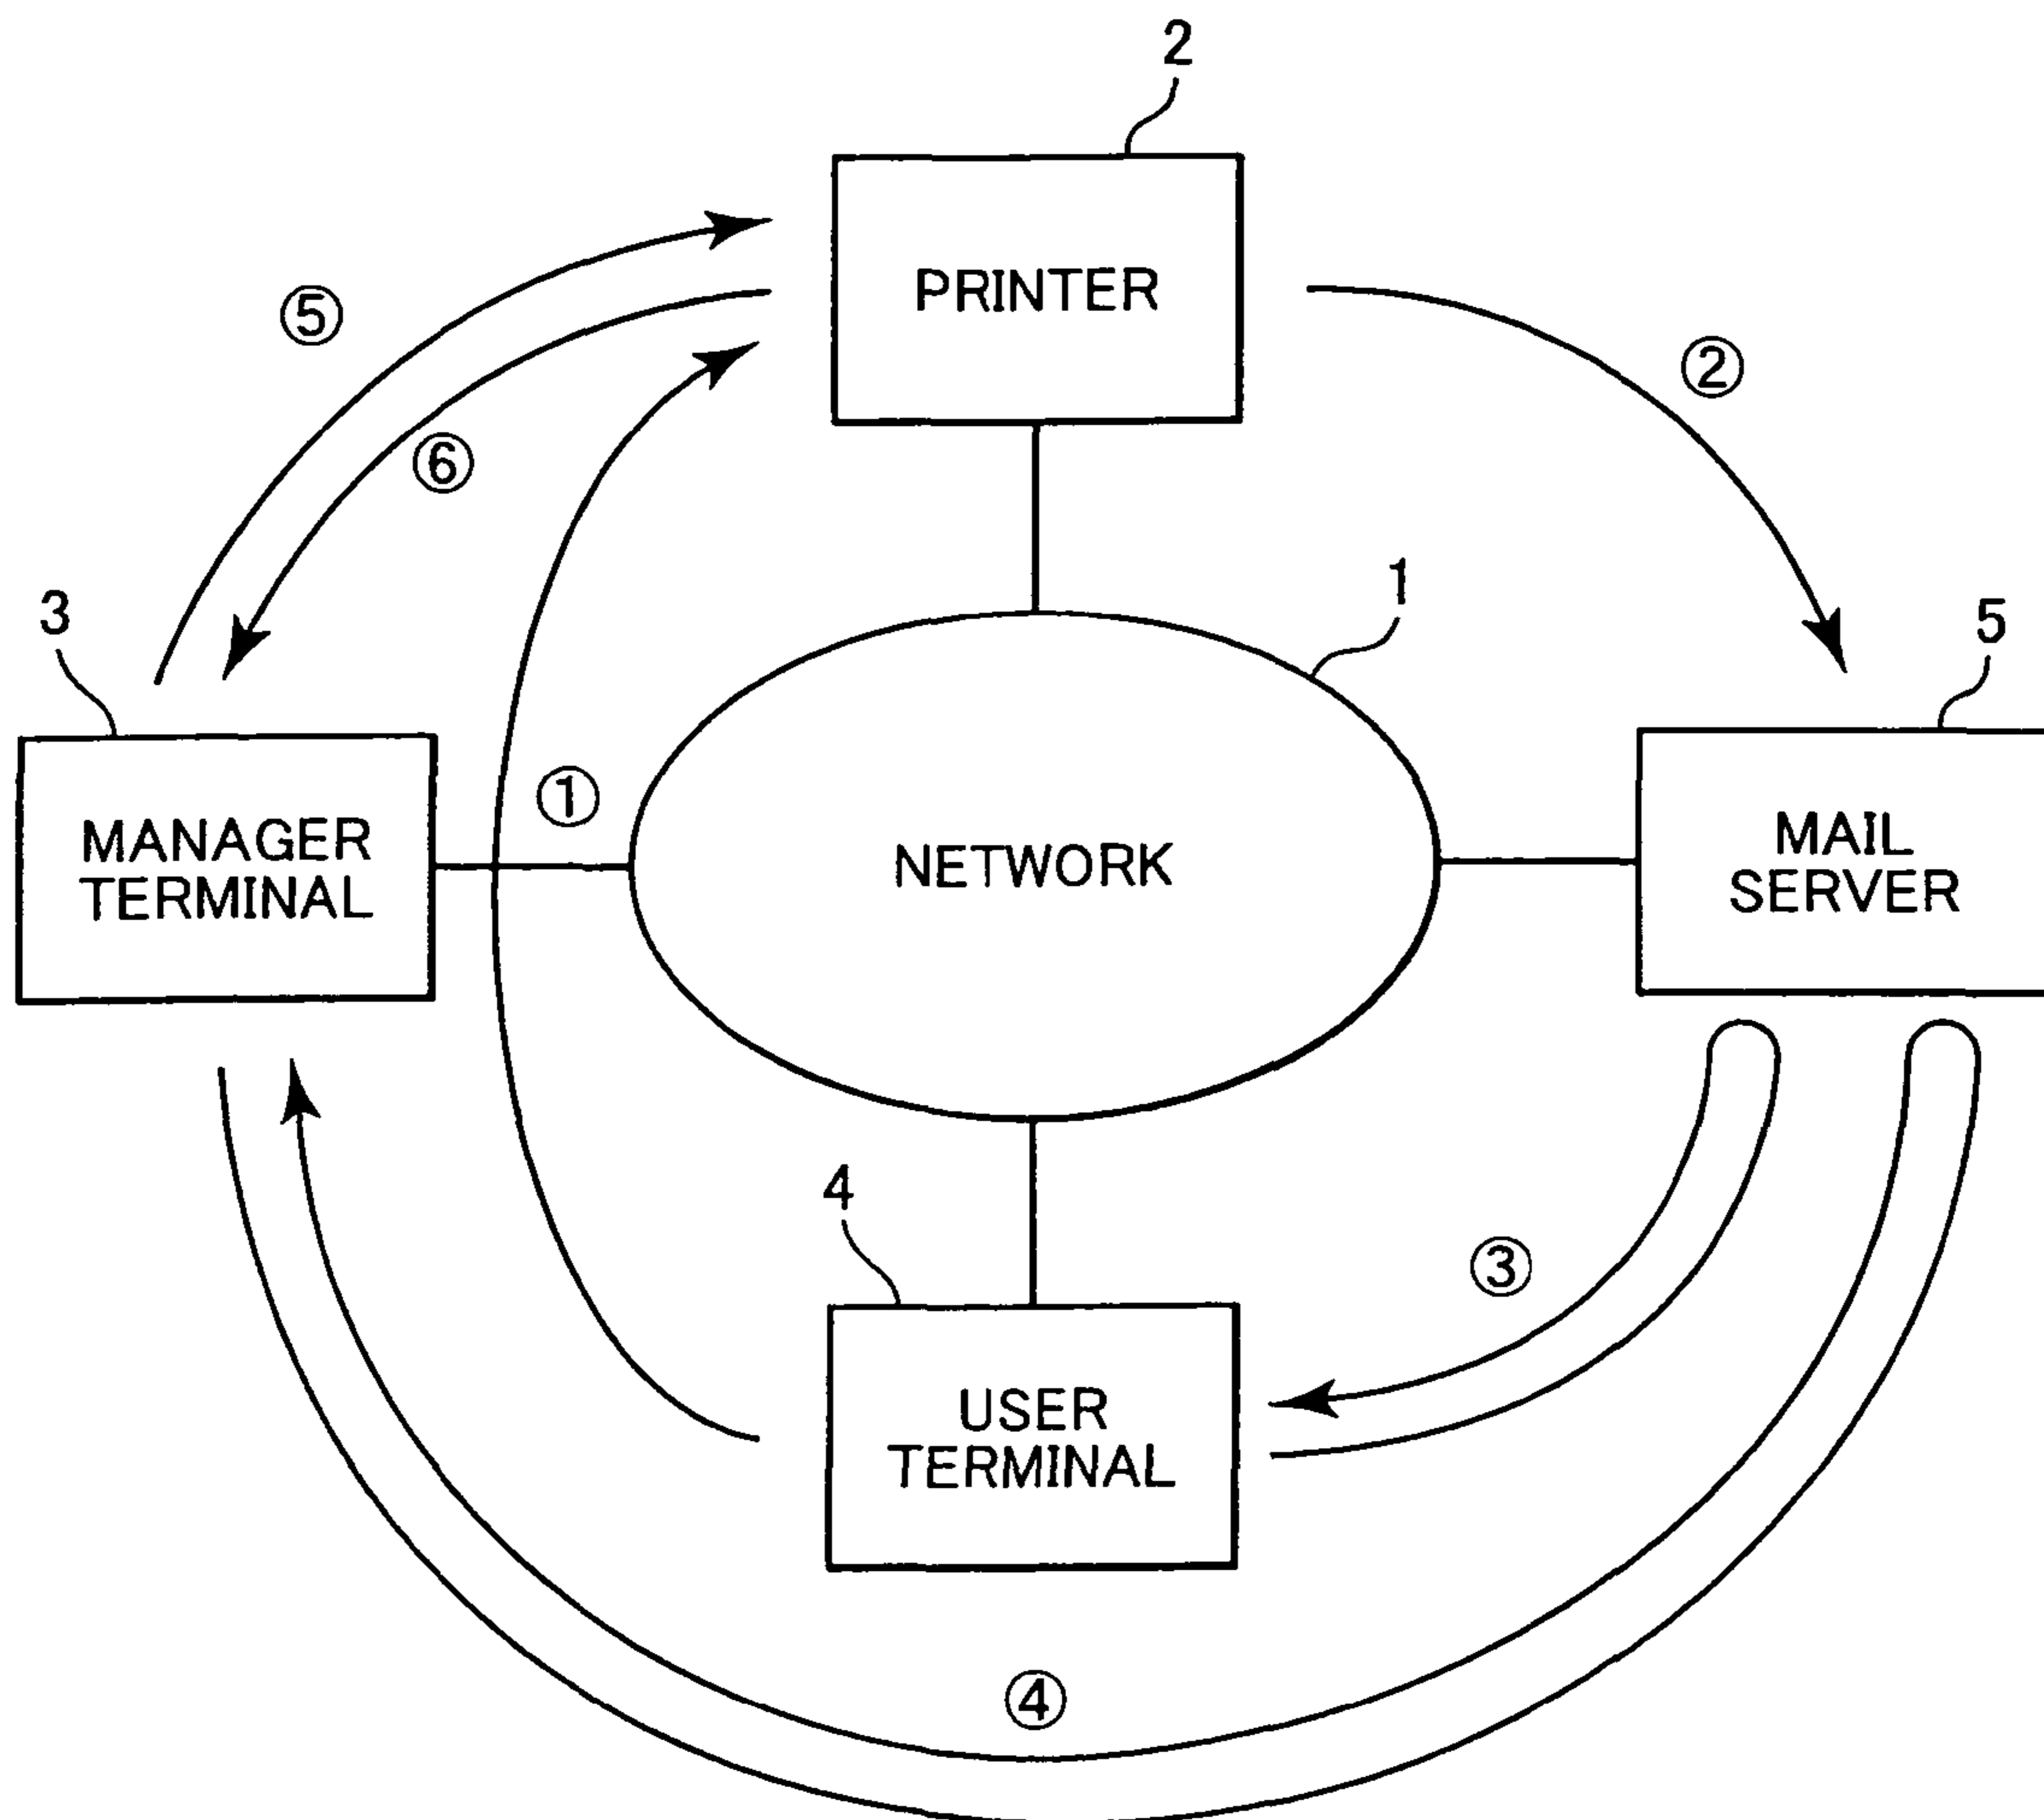 2
PRINTER
⑤
②
⑥
1
3
5
①
MANAGER
TERMINAL
NETWORK
MAIL
SERVER
4
③
USER
TERMINAL
④